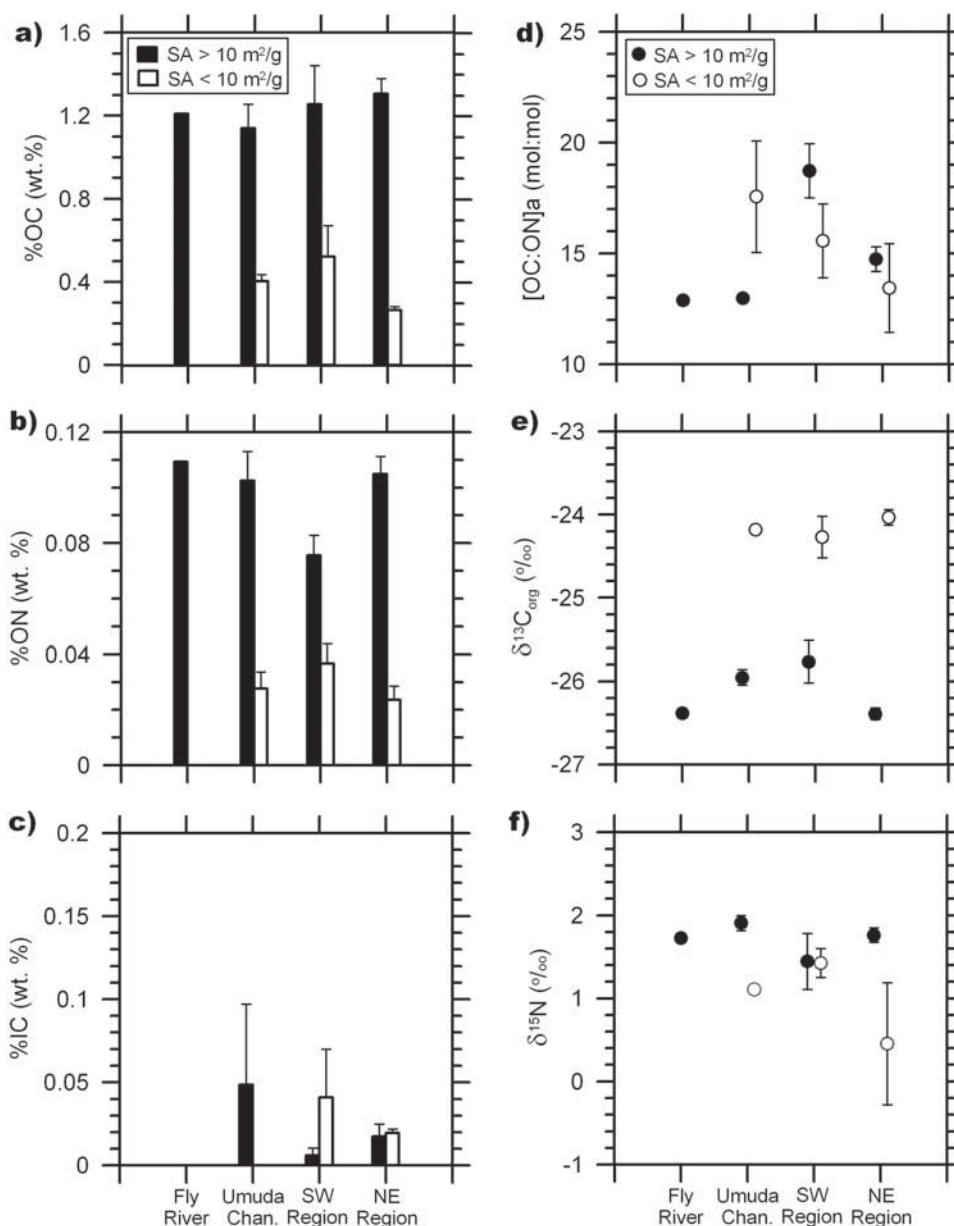 a)
1.6
1.2
0.8
0.4
0
%OC (wt.%)
SA > 10 m²/g
SA < 10 m²/g
b)
0.12
0.08
0.04
0
%ON (wt. %)
c)
0.2
0.15
0.1
0.05
0
%IC (wt. %)
Fly River
Umuda Chan.
SW Region
NE Region
d)
25
20
15
10
[OC:ON]a (mol:mol)
SA > 10 m²/g
SA < 10 m²/g
e)
-23
-24
-25
-26
-27
δ¹³Corg (º/oo)
f)
3
2
1
0
-1
δ¹⁵N (º/oo)
Fly River
Umuda Chan.
SW Region
NE Region